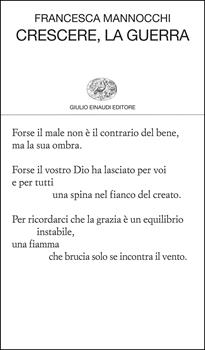 FRANCESCA MANNOCCHI
CRESCERE, LA GUERRA
GIULIO EINAUDI EDITORE
Forse il male non è il contrario del bene,
ma la sua ombra.
Forse il vostro Dio ha lasciato per voi
e per tutti
una spina nel fianco del creato.
Per ricordarci che la grazia è un equilibrio
instabile,
una fiamma
che brucia solo se incontra il vento.